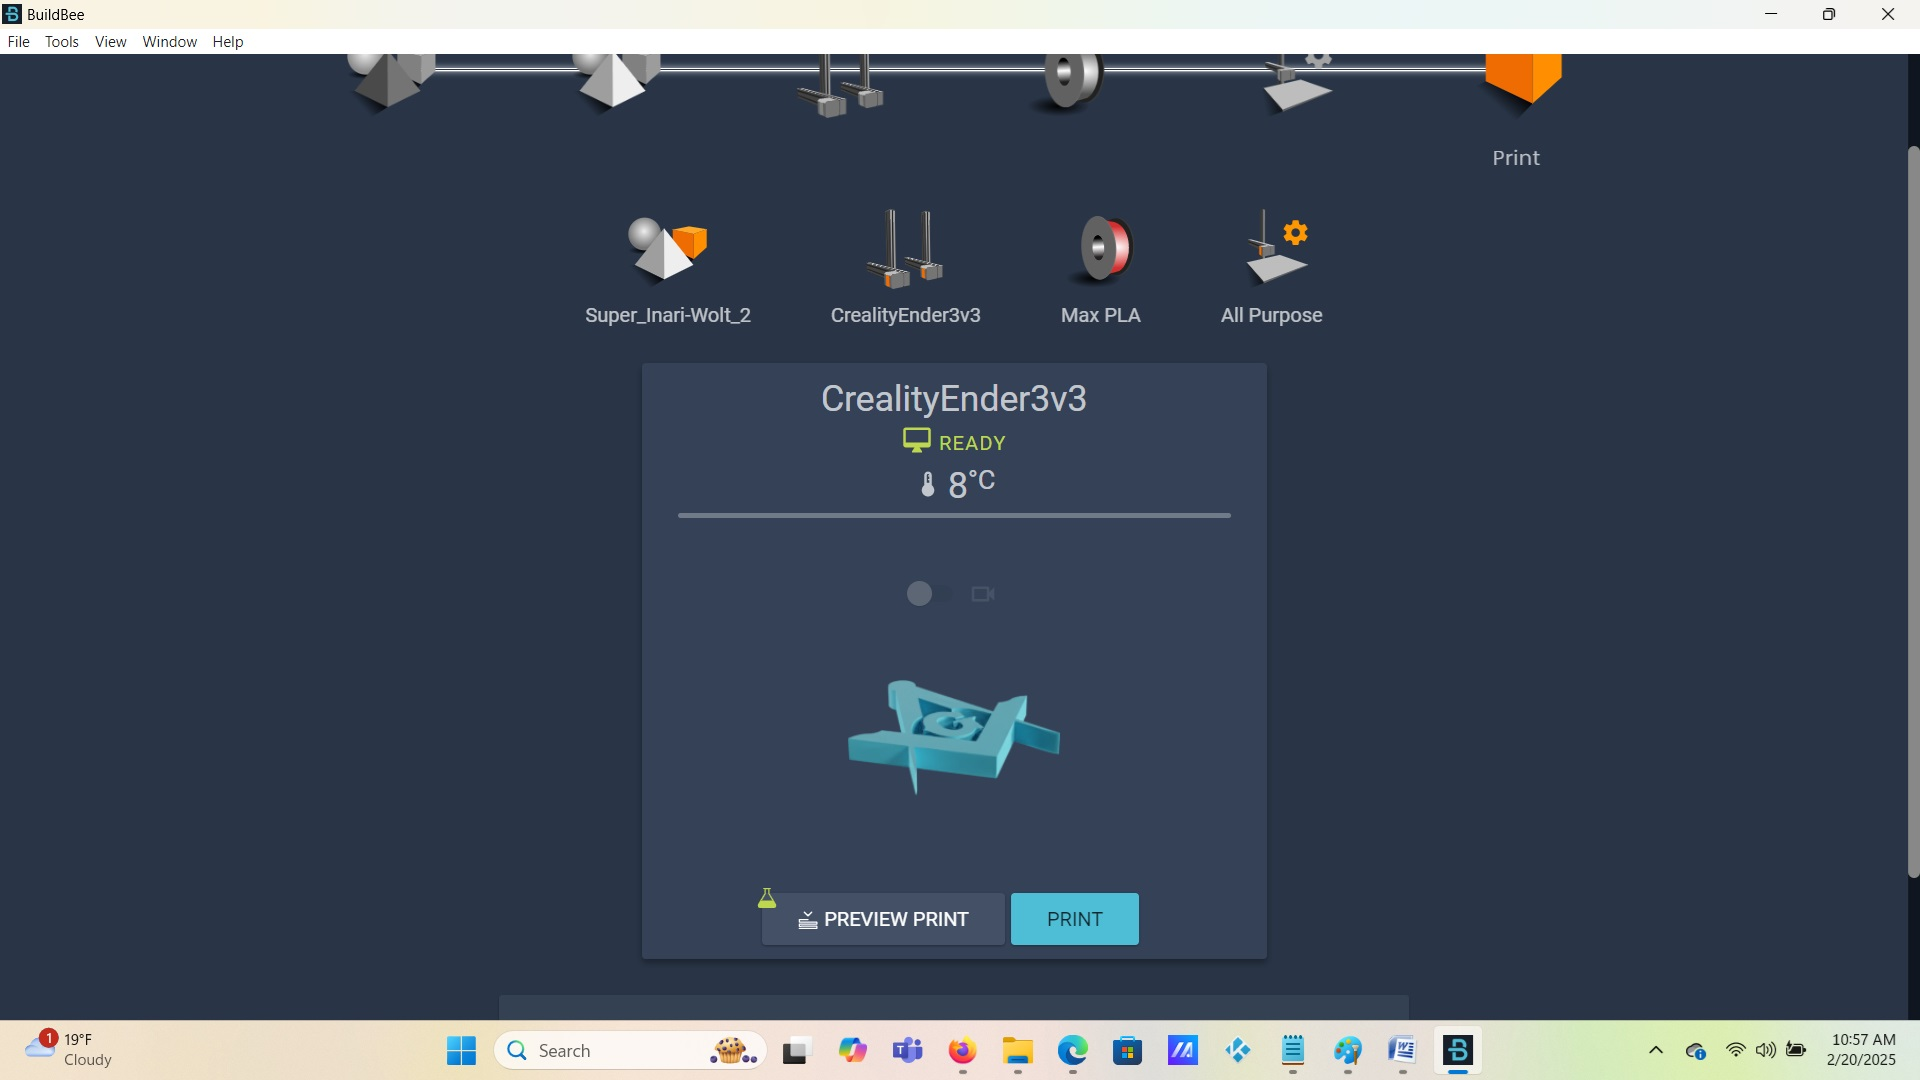 BuildBee
File Tools View Window Help
Print
Super_Inari-Wolt_2 CrealityEnder3v3 Max PLA All Purpose
CrealityEnder3v3
READY
8°C
PREVIEW PRINT PRINT
1 19°F
Cloudy
Search
10:57 AM
2/20/2025